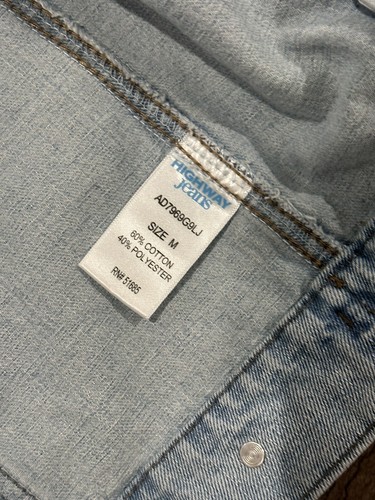 HIGHWAY
jeans
AD7969G9LJ
SIZE M
60% COTTON
40% POLYESTER
RN# 51685